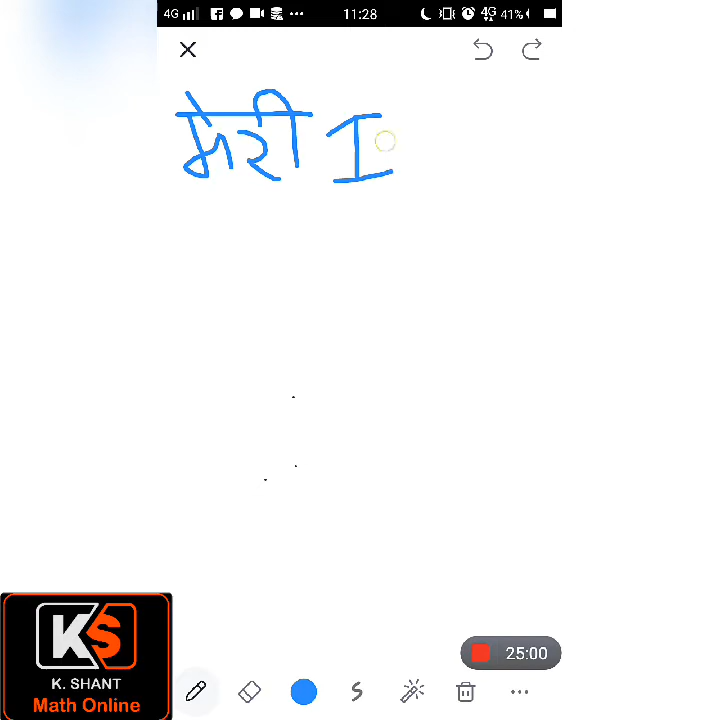 4G 11:28 4G 41%
मेरी I
25:00
KS
K. SHANT
Math Online